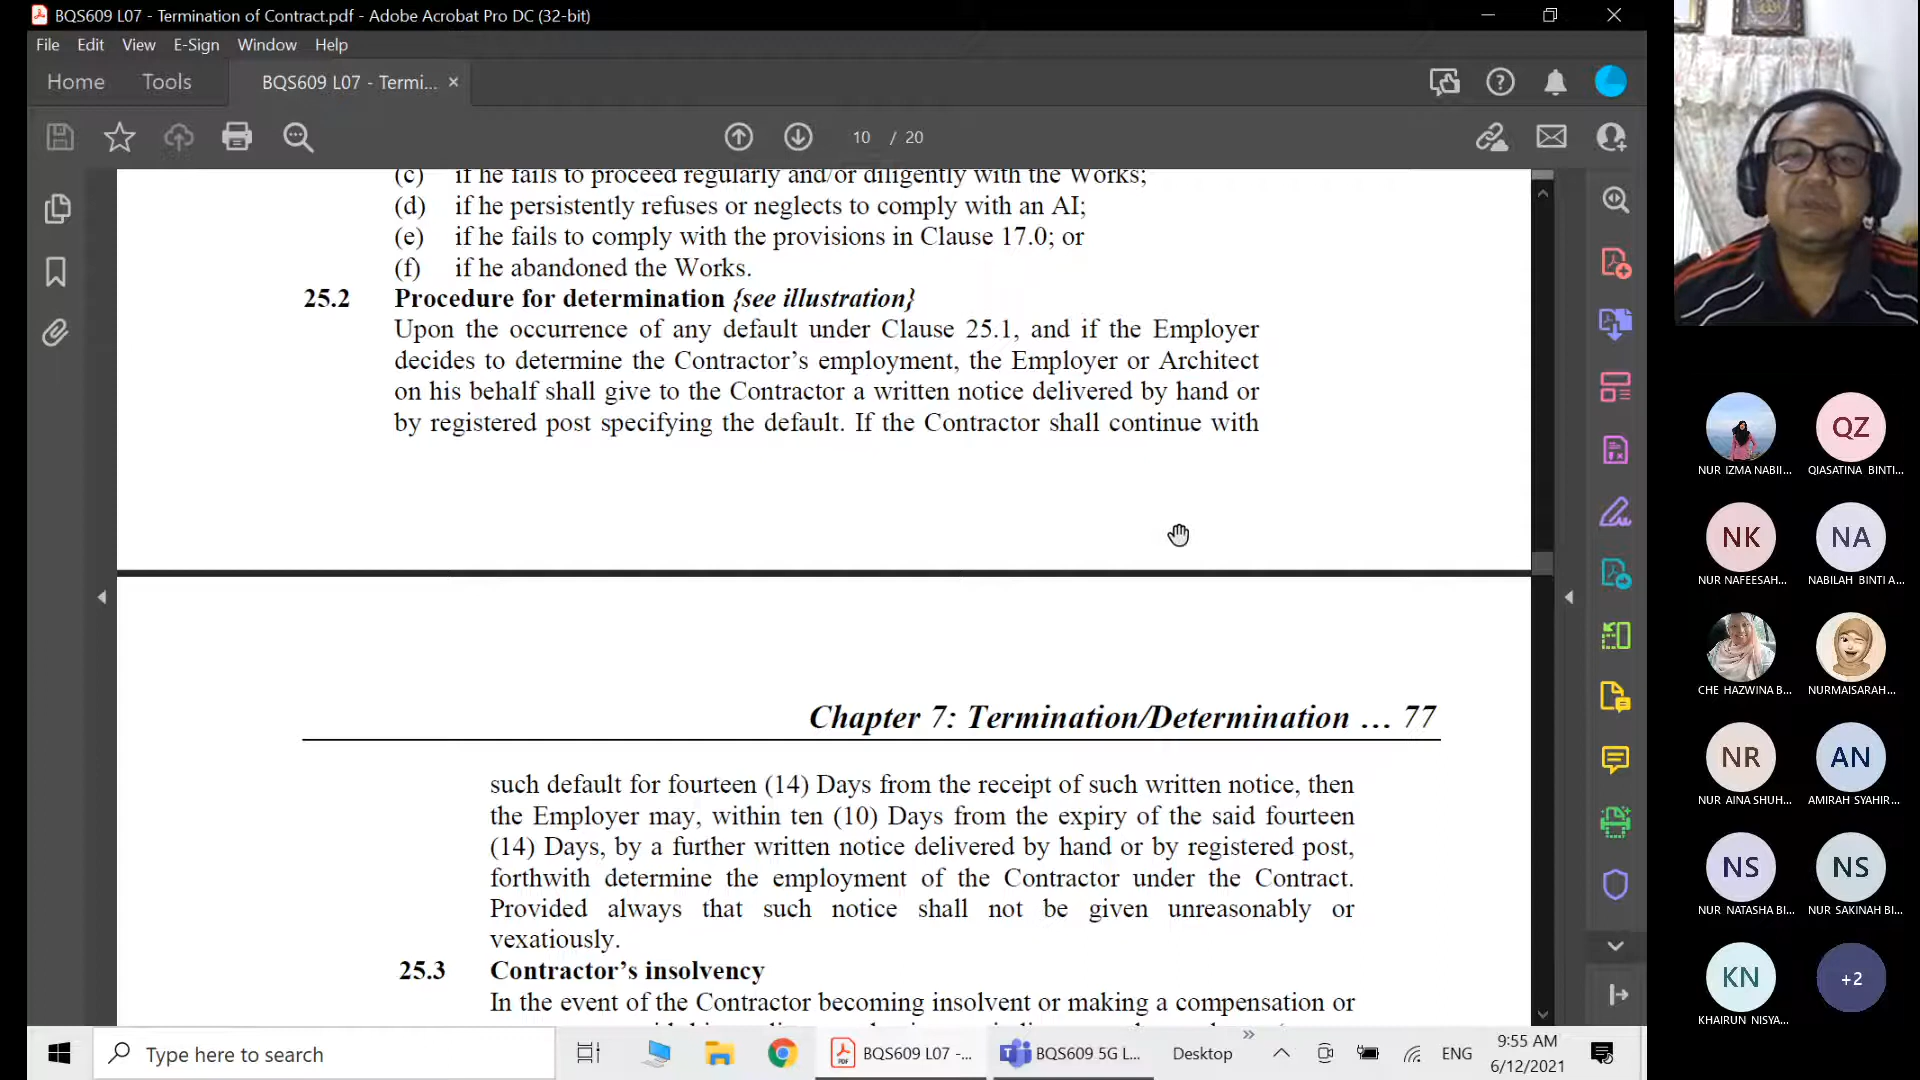 BQS609 L07 - Termination of Contract.pdf - Adobe Acrobat Pro DC (32-bit)
File Edit View E-Sign Window Help
Home Tools BQS609 L07 - Termi... ×
10 / 20
(c) if he fails to proceed regularly and/or diligently with the Works;
(d) if he persistently refuses or neglects to comply with an AI;
(e) if he fails to comply with the provisions in Clause 17.0; or
(f) if he abandoned the Works.
25.2 Procedure for determination {see illustration}
Upon the occurrence of any default under Clause 25.1, and if the Employer
decides to determine the Contractor's employment, the Employer or Architect
on his behalf shall give to the Contractor a written notice delivered by hand or
by registered post specifying the default. If the Contractor shall continue with
Chapter 7: Termination/Determination … 77
such default for fourteen (14) Days from the receipt of such written notice, then
the Employer may, within ten (10) Days from the expiry of the said fourteen
(14) Days, by a further written notice delivered by hand or by registered post,
forthwith determine the employment of the Contractor under the Contract.
Provided always that such notice shall not be given unreasonably or
vexatiously.
25.3 Contractor's insolvency
In the event of the Contractor becoming insolvent or making a compensation or
QZ
NUR IZMA NABII... QIASATINA BINTI...
NK NA
NUR NAFEESAH... NABILAH BINTI A...
CHE HAZWINA B... NURMAISARAH...
NR AN
NUR AINA SHUH... AMIRAH SYAHIR...
NS NS
NUR NATASHA BI... NUR SAKINAH BI...
KN +2
KHAIRUN NISYA...
Type here to search
BQS609 L07 -...
BQS609 5G L...
Desktop
ENG
9:55 AM
6/12/2021